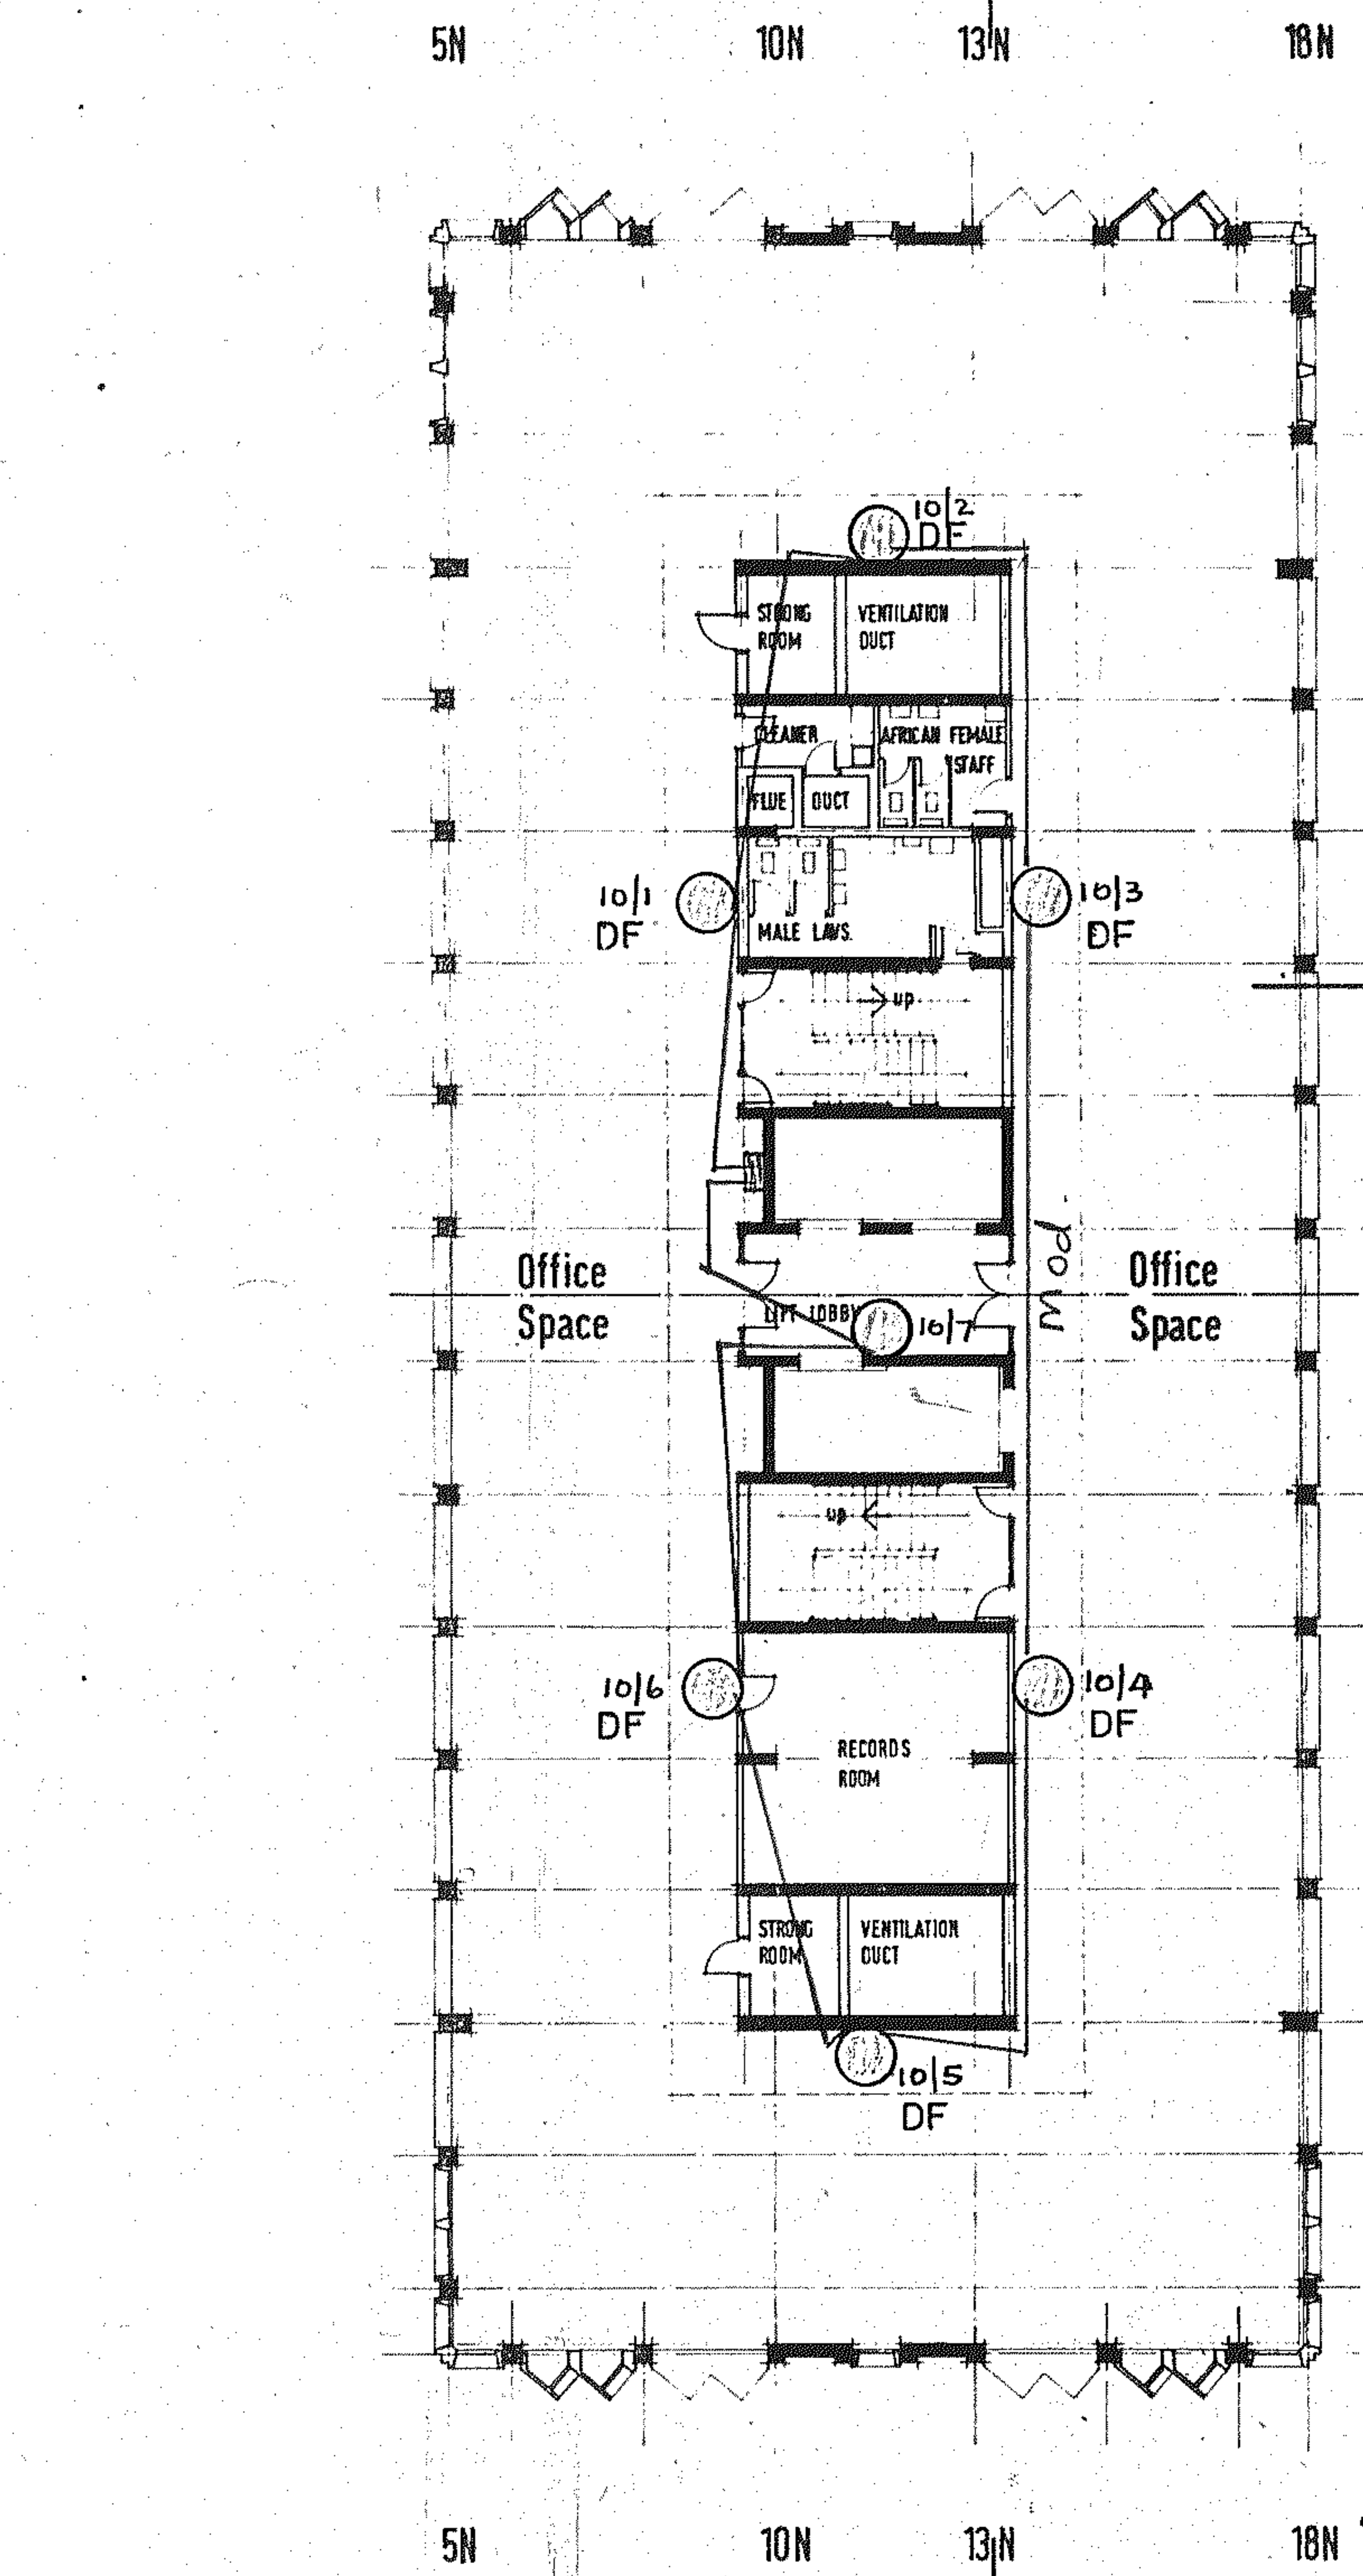 5N 10N 13N 18N
10/2
DF
STRONG
ROOM
VENTILATION
DUCT
CLEANER
AFRICAN FEMALE
STAFF
FLUE
DUCT
10/1
DF
10/3
DF
MALE LAVS.
up
Mod.
Office
Space
LIFT LOBBY
10/7
Office
Space
up
10/6
DF
10/4
DF
RECORDS
ROOM
STRONG
ROOM
VENTILATION
DUCT
10/5
DF
5N 10N 13N 18N